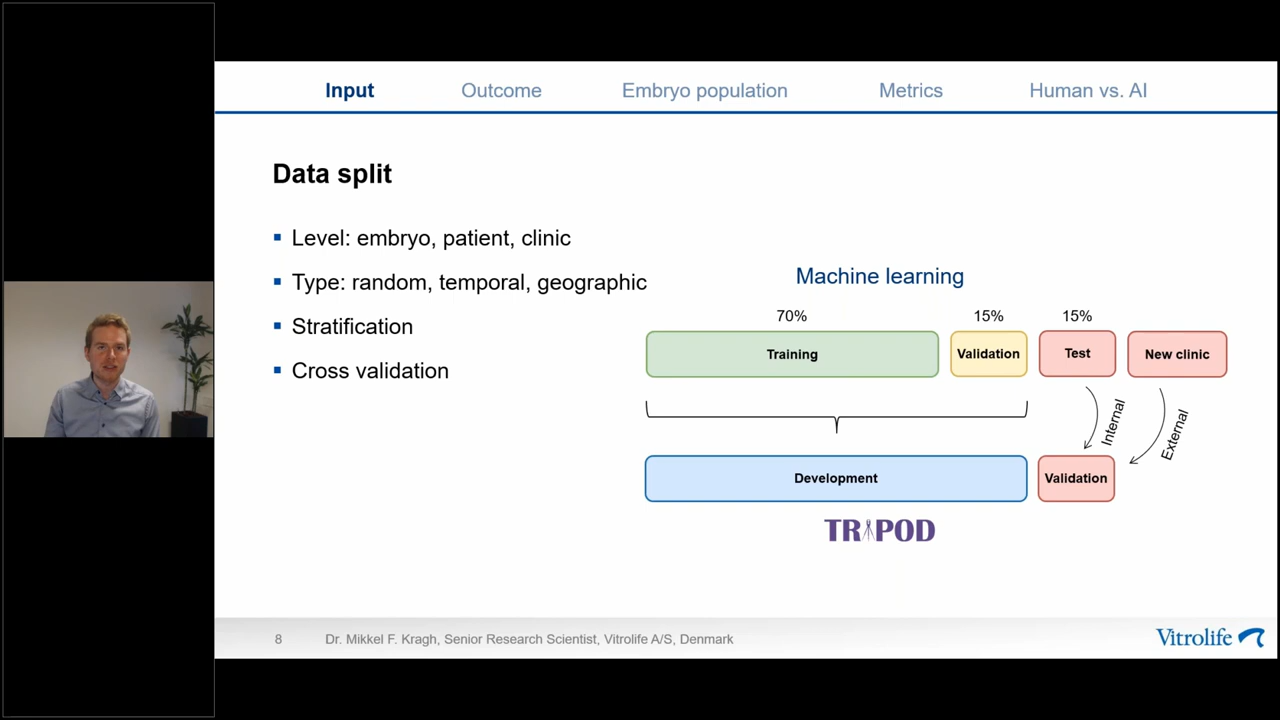 Input Outcome Embryo population Metrics Human vs. AI
Data split
▪ Level: embryo, patient, clinic
▪ Type: random, temporal, geographic
▪ Stratification
▪ Cross validation
Machine learning
70% 15% 15%
Training Validation Test New clinic
Internal
External
Development Validation
TRIPOD
8 Dr. Mikkel F. Kragh, Senior Research Scientist, Vitrolife A/S, Denmark
Vitrolife